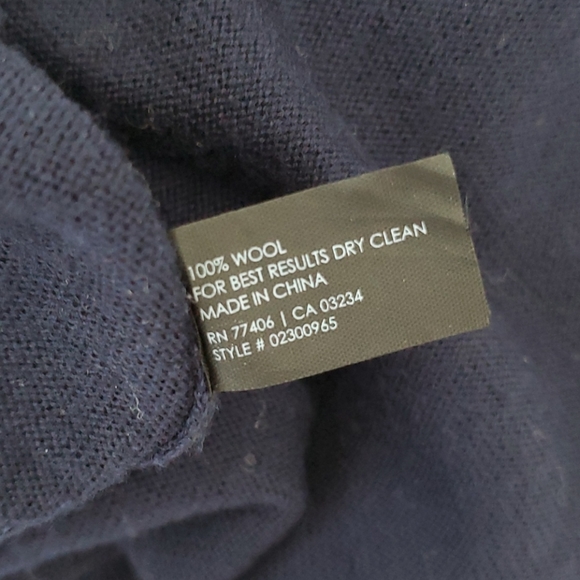 100% WOOL
FOR BEST RESULTS DRY CLEAN
MADE IN CHINA
RN 77406 | CA 03234
STYLE # 02300965